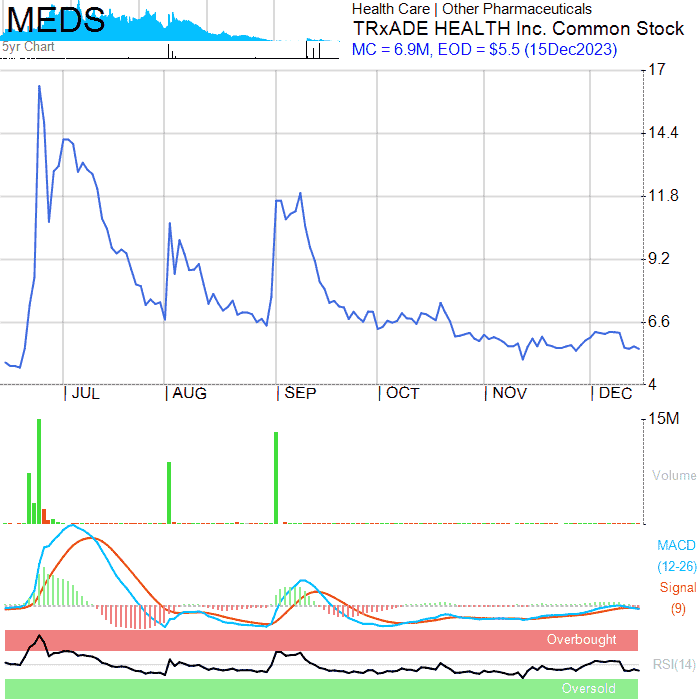 MEDS
5yr Chart
Health Care | Other Pharmaceuticals
TRxADE HEALTH Inc. Common Stock
MC = 6.9M, EOD = $5.5 (15Dec2023)
17
14.4
11.8
9.2
6.6
4
JUL AUG SEP OCT NOV DEC
15M
Volume
MACD
(12-26)
Signal
(9)
Overbought
RSI(14)
Oversold